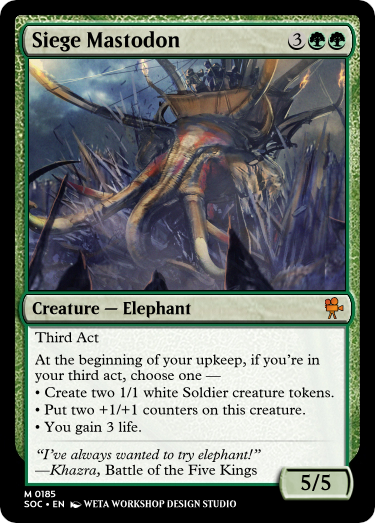 Siege Mastodon 3
Creature — Elephant
Third Act
At the beginning of your upkeep, if you're in
your third act, choose one —
• Create two 1/1 white Soldier creature tokens.
• Put two +1/+1 counters on this creature.
• You gain 3 life.
“I've always wanted to try elephant!”
—Khazra, Battle of the Five Kings
5/5
M 0185
SOC • EN WETA WORKSHOP DESIGN STUDIO